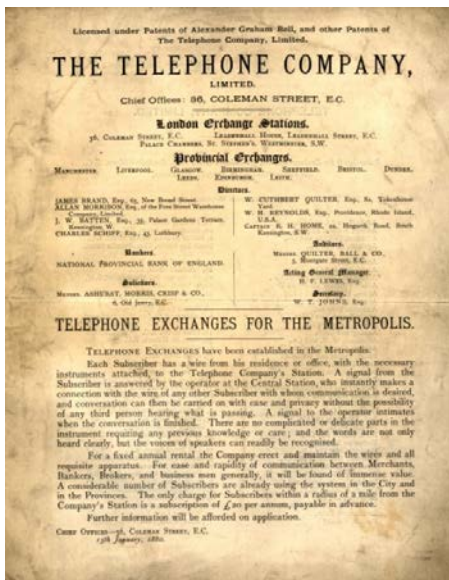 Licensed under Patents of Alexander Graham Bell, and other Patents of
The Telephone Company, Limited.
THE TELEPHONE COMPANY,
LIMITED.
Chief Offices: 36, COLEMAN STREET, E.C.
London Exchange Stations.
36, COLEMAN STREET, E.C. LEADENHALL HOUSE, LEADENHALL STREET, E.C.
PALACE CHAMBERS, ST. STEPHEN'S, WESTMINSTER, S.W.
Provincial Exchanges.
MANCHESTER. LIVERPOOL. GLASGOW. BIRMINGHAM. SHEFFIELD. BRISTOL. DUNDEE.
LEEDS. EDINBURGH. LEITH.
Directors.
JAMES BRAND, Esq., 65, New Broad Street.
ALLAN MORRISON, Esq., of the Fore Street Warehouse
Company, Limited.
J. W. BATTEN, Esq., 35, Palace Gardens Terrace,
Kensington, W.
CHARLES SCHIFF, Esq., 43, Lothbury.
W. CUTHBERT QUILTER, Esq., 80, Tokenhouse
Yard.
W. H. REYNOLDS, Esq., Providence, Rhode Island,
U.S.A.
CAPTAIN R. H. HOME, 20, Hogarth Road, South
Kensington, S.W.
Bankers.
NATIONAL PROVINCIAL BANK OF ENGLAND.
Solicitors.
MESSRS. ASHURST, MORRIS, CRISP & CO.,
6, Old Jewry, E.C.
Auditors.
MESSRS. QUILTER, BALL & CO.,
5, Moorgate Street, E.C.
Acting General Manager.
H. F. LEWIS, Esq.
Secretary.
W. T. JOHNS, Esq.
TELEPHONE EXCHANGES FOR THE METROPOLIS.
TELEPHONE EXCHANGES have been established in the Metropolis.
Each Subscriber has a wire from his residence or office, with the necessary
instruments attached, to the Telephone Company's Station. A signal from the
Subscriber is answered by the operator at the Central Station, who instantly makes a
connection with the wire of any other Subscriber with whom communication is desired,
and conversation can then be carried on with ease and privacy without the possibility
of any third person hearing what is passing. A signal to the operator intimates
when the conversation is finished. There are no complicated or delicate parts in the
instrument requiring any previous knowledge or care; and the words are not only
heard clearly, but the voices of speakers can readily be recognised.
For a fixed annual rental the Company erect and maintain the wires and all
requisite apparatus. For ease and rapidity of communication between Merchants,
Bankers, Brokers, and business men generally, it will be found of immense value.
A considerable number of Subscribers are already using the system in the City and
in the Provinces. The only charge for Subscribers within a radius of a mile from the
Company's Station is a subscription of £20 per annum, payable in advance.
Further information will be afforded on application.
CHIEF OFFICES—36, COLEMAN STREET, E.C.
15th January, 1880.